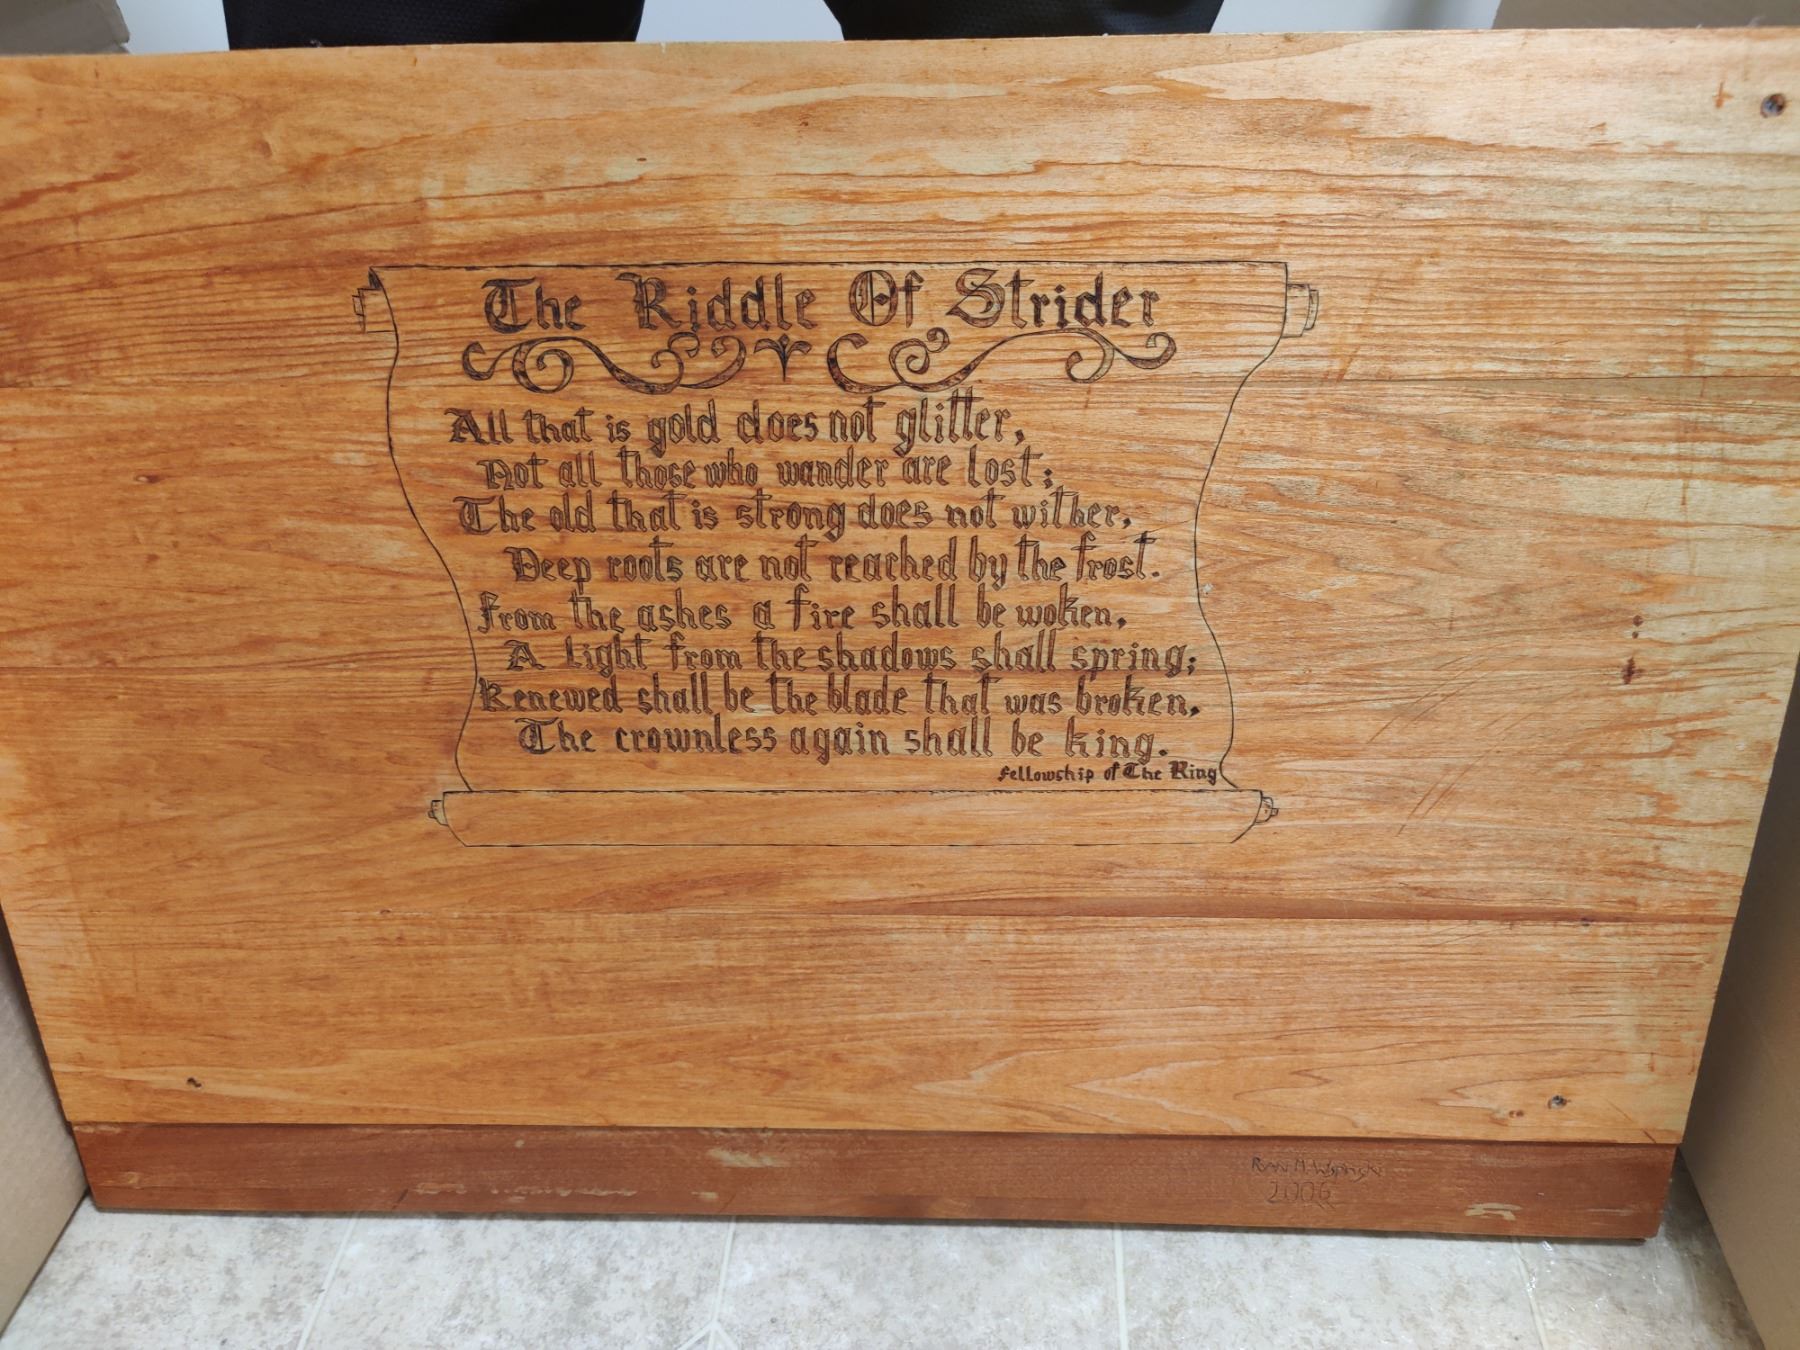 The Riddle Of Strider
All that is gold does not glitter,
Not all those who wander are lost;
The old that is strong does not wither,
Deep roots are not reached by the frost.
From the ashes a fire shall be woken,
A light from the shadows shall spring;
Renewed shall be the blade that was broken,
The crownless again shall be king.
Fellowship of The Ring
Ryan M.
2006